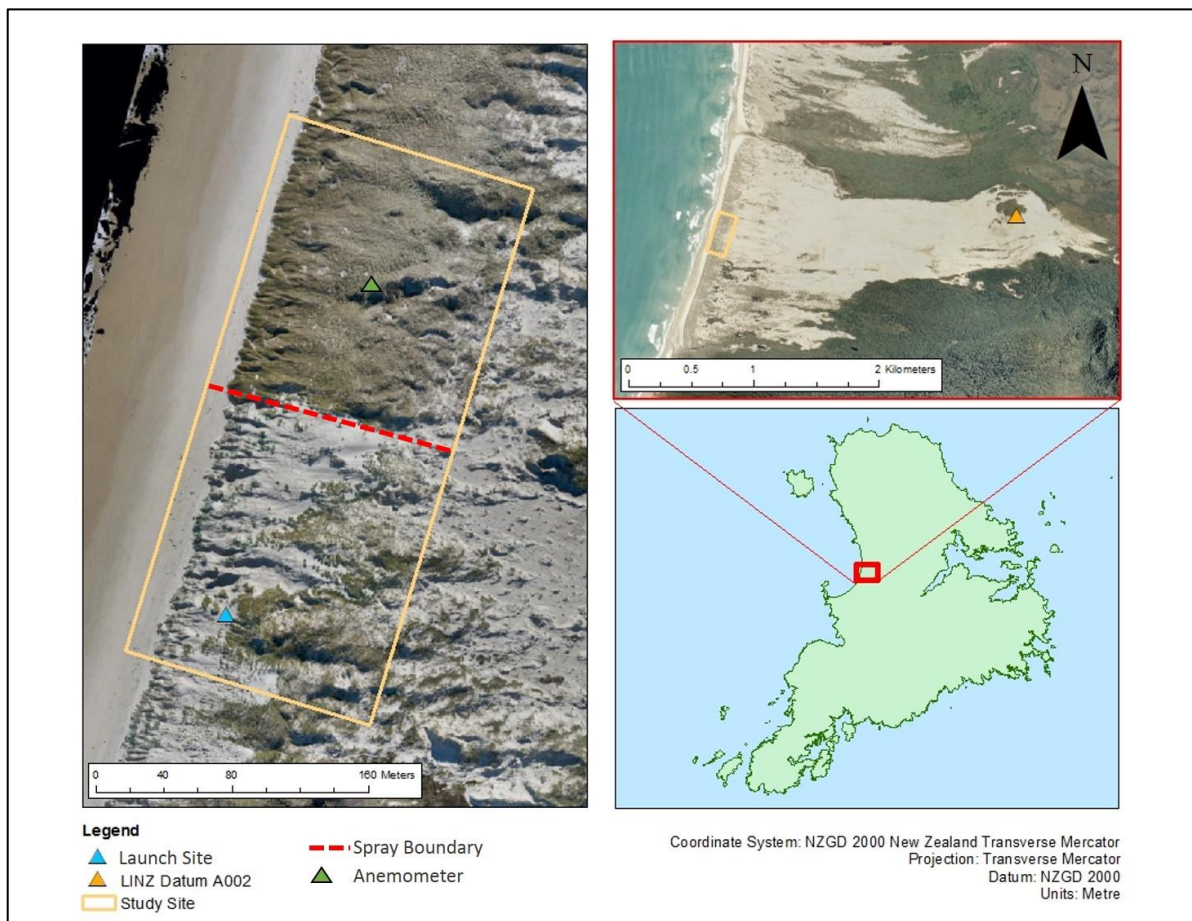 N
0 0.5 1 2 Kilometers
0 40 80 160 Meters
Legend
Launch Site
LINZ Datum A002
Study Site
Spray Boundary
Anemometer
Coordinate System: NZGD 2000 New Zealand Transverse Mercator
Projection: Transverse Mercator
Datum: NZGD 2000
Units: Metre